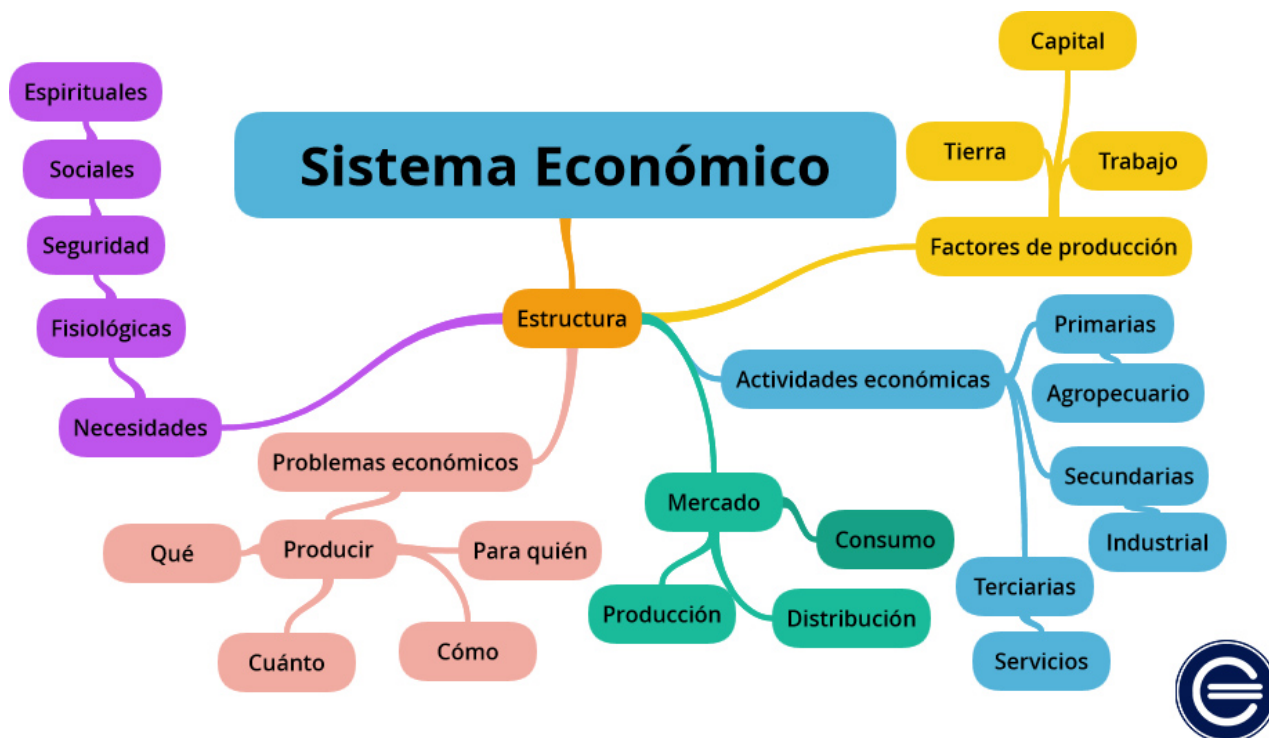 Sistema Económico
Estructura
Necesidades
Fisiológicas
Seguridad
Sociales
Espirituales
Problemas económicos
Producir
Qué
Cuánto
Cómo
Para quién
Mercado
Producción
Distribución
Consumo
Actividades económicas
Primarias
Agropecuario
Secundarias
Industrial
Terciarias
Servicios
Factores de producción
Tierra
Capital
Trabajo